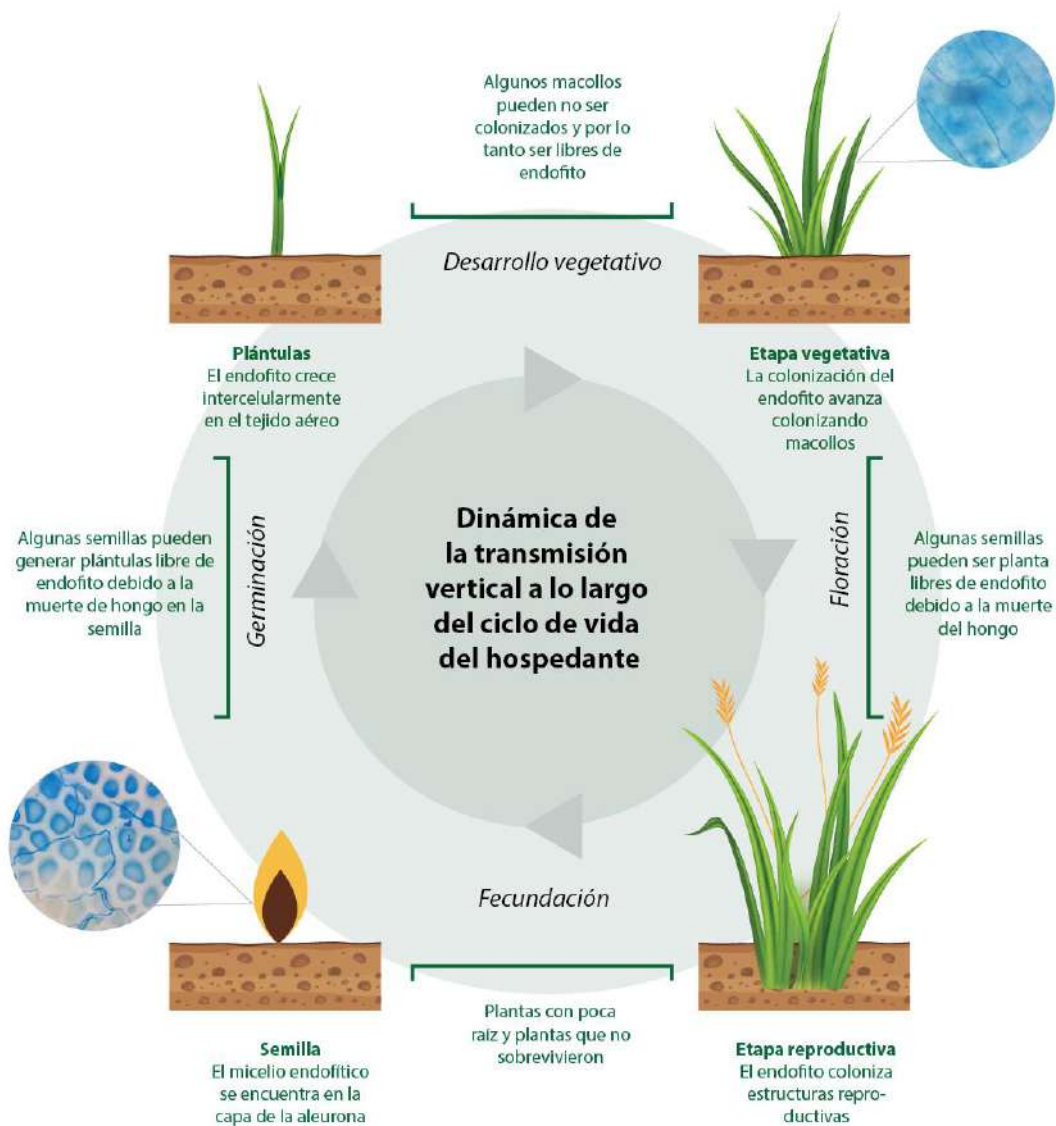 Algunos macollos
pueden no ser
colonizados y por lo
tanto ser libres de
endofito
Desarrollo vegetativo
Plántulas
El endofito crece
intercelularmente
en el tejido aéreo
Etapa vegetativa
La colonización del
endofito avanza
colonizando
macollos
Algunas semillas pueden
generar plántulas libre de
endofito debido a la
muerte de hongo en la
semilla
Germinación
Dinámica de
la transmisión
vertical a lo largo
del ciclo de vida
del hospedante
Floración
Algunas semillas
pueden ser planta
libres de endofito
debido a la muerte
del hongo
Fecundación
Semilla
El micelio endofítico
se encuentra en la
capa de la aleurona
Plantas con poca
raíz y plantas que no
sobrevivieron
Etapa reproductiva
El endofito coloniza
estructuras repro-
ductivas